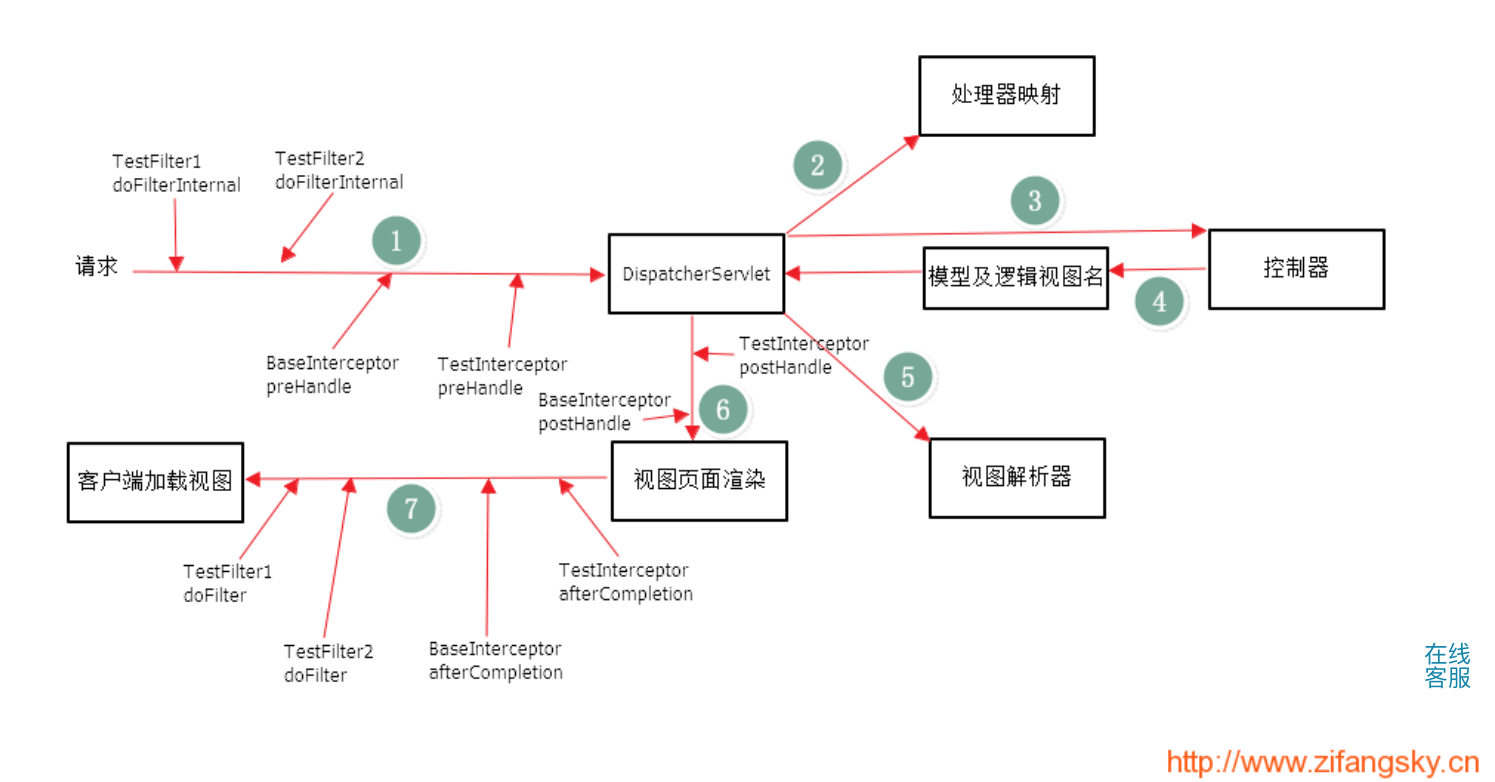 处理器映射
TestFilter1
doFilterInternal
TestFilter2
doFilterInternal
2
3
1
请求
DispatcherServlet
模型及逻辑视图名
控制器
4
BaseInterceptor
preHandle
TestInterceptor
preHandle
TestInterceptor
postHandle
5
BaseInterceptor
postHandle
6
客户端加载视图
视图页面渲染
视图解析器
7
TestFilter1
doFilter
TestInterceptor
afterCompletion
TestFilter2
doFilter
BaseInterceptor
afterCompletion
在线
客服
http://www.zifangsky.cn